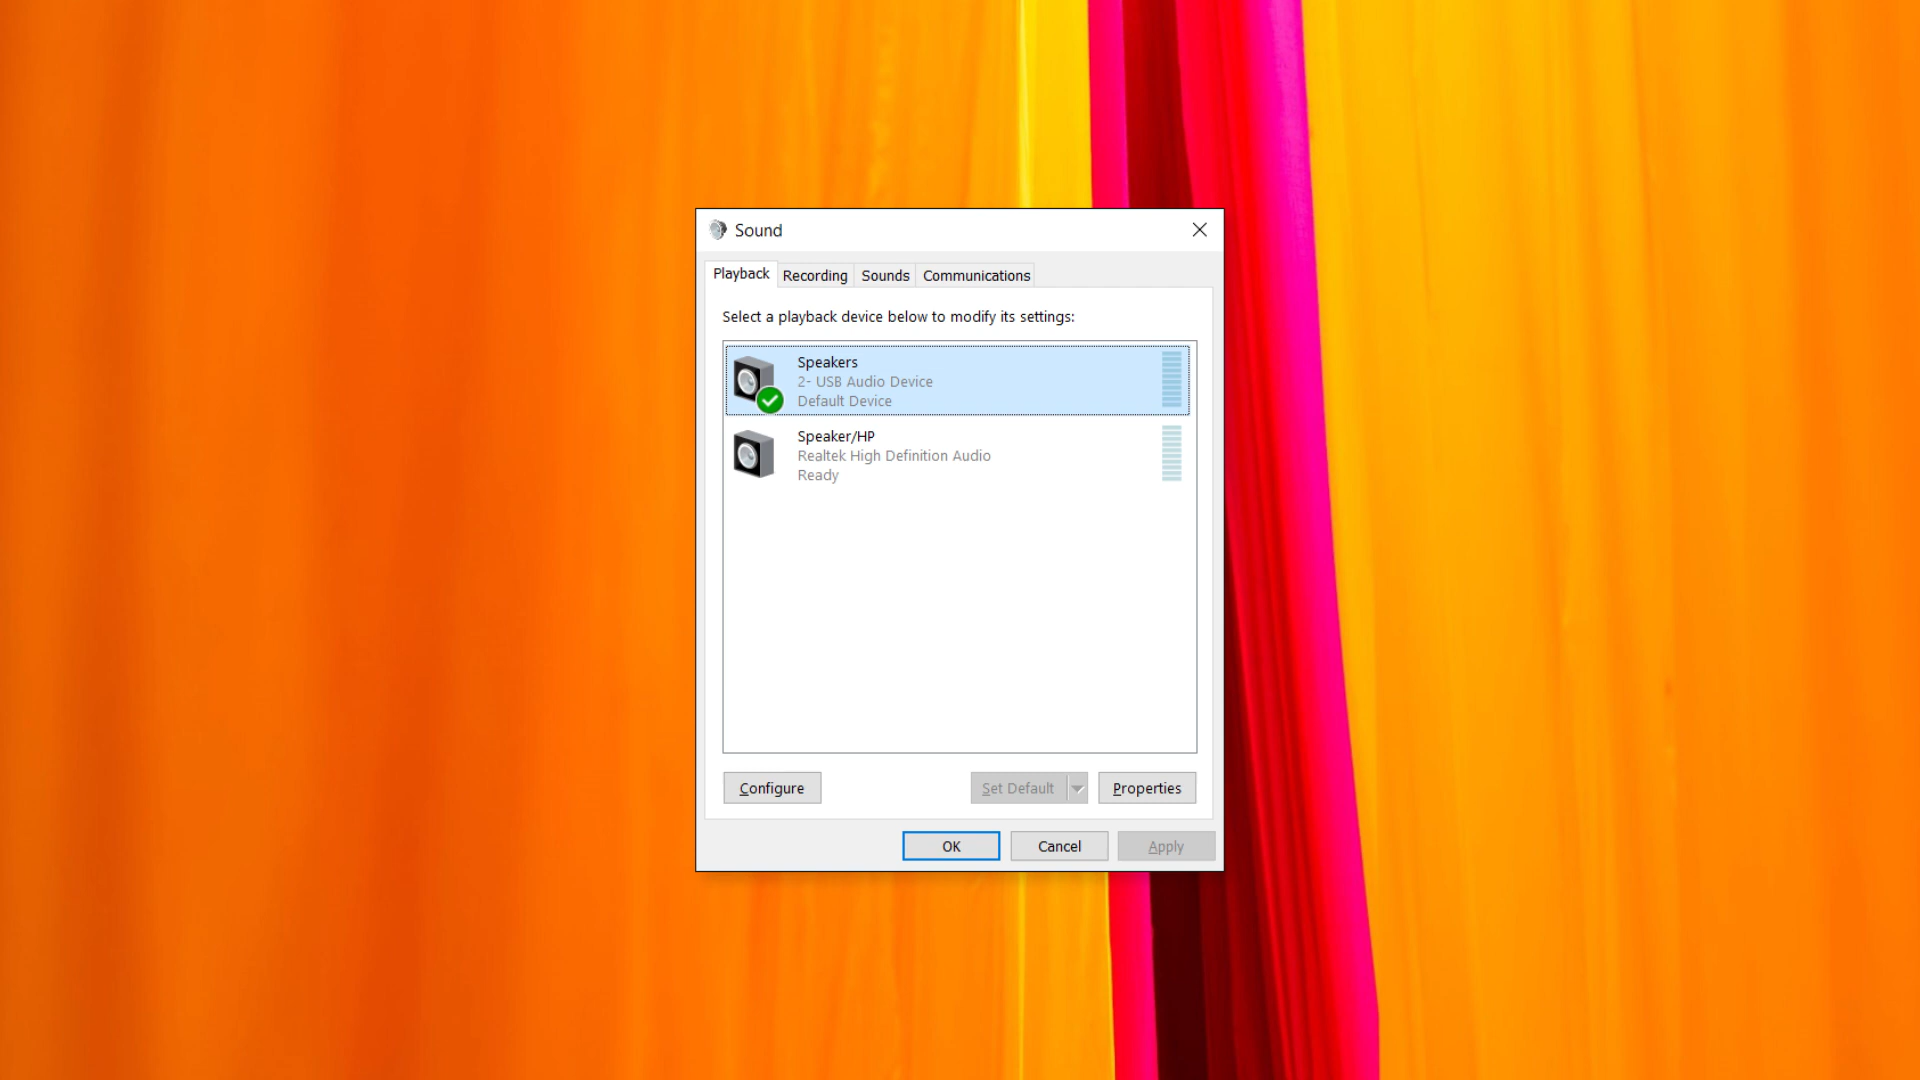 Sound
Playback
Recording
Sounds
Communications
Select a playback device below to modify its settings:
Speakers
2- USB Audio Device
Default Device
Speaker/HP
Realtek High Definition Audio
Ready
Configure
Set Default
Properties
OK
Cancel
Apply